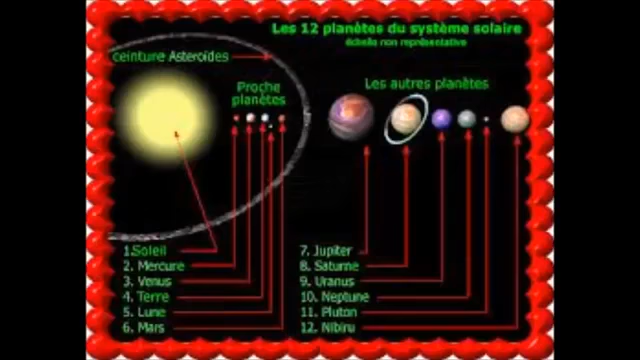 Les 12 planètes du système solaire
échelle non représentative
ceinture Asteroïdes
Proche
planètes
Les autres planètes
1.Soleil
2. Mercure
3. Venus
4. Terre
5. Lune
6. Mars
7. Jupiter
8. Saturne
9. Uranus
10. Neptune
11. Pluton
12. Nibiru